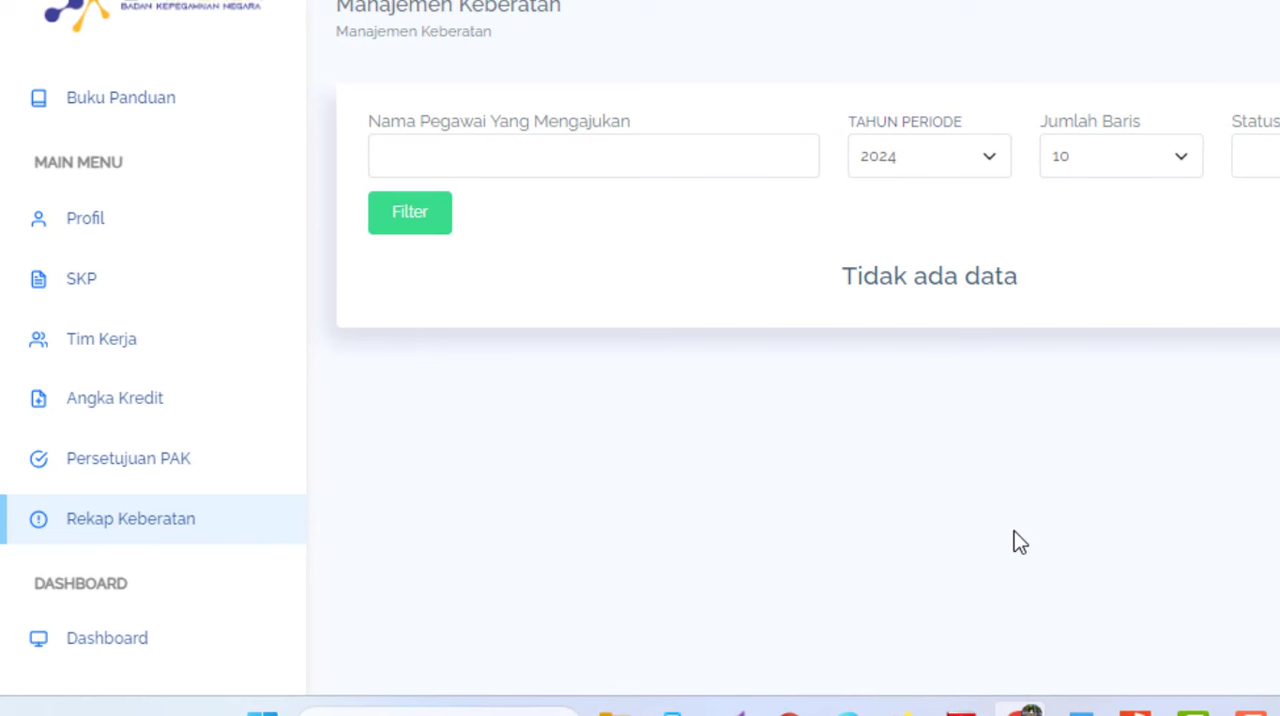 BADAN KEPEGAWAIAN NEGARA
Manajemen Keberatan
Manajemen Keberatan
Buku Panduan
MAIN MENU
Profil
SKP
Tim Kerja
Angka Kredit
Persetujuan PAK
Rekap Keberatan
DASHBOARD
Dashboard
Nama Pegawai Yang Mengajukan
TAHUN PERIODE
Jumlah Baris
Status
2024
10
Filter
Tidak ada data